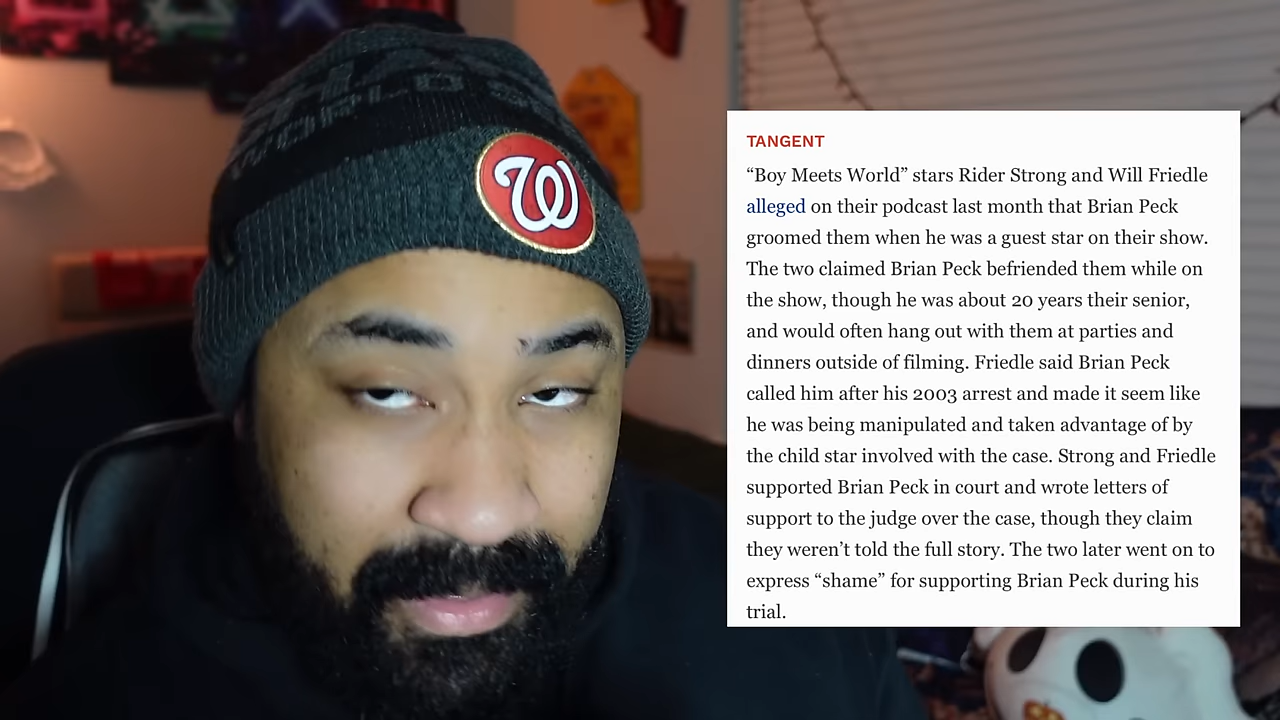 WORLD SE
W
TANGENT
“Boy Meets World” stars Rider Strong and Will Friedle
alleged on their podcast last month that Brian Peck
groomed them when he was a guest star on their show.
The two claimed Brian Peck befriended them while on
the show, though he was about 20 years their senior,
and would often hang out with them at parties and
dinners outside of filming. Friedle said Brian Peck
called him after his 2003 arrest and made it seem like
he was being manipulated and taken advantage of by
the child star involved with the case. Strong and Friedle
supported Brian Peck in court and wrote letters of
support to the judge over the case, though they claim
they weren’t told the full story. The two later went on to
express “shame” for supporting Brian Peck during his
trial.